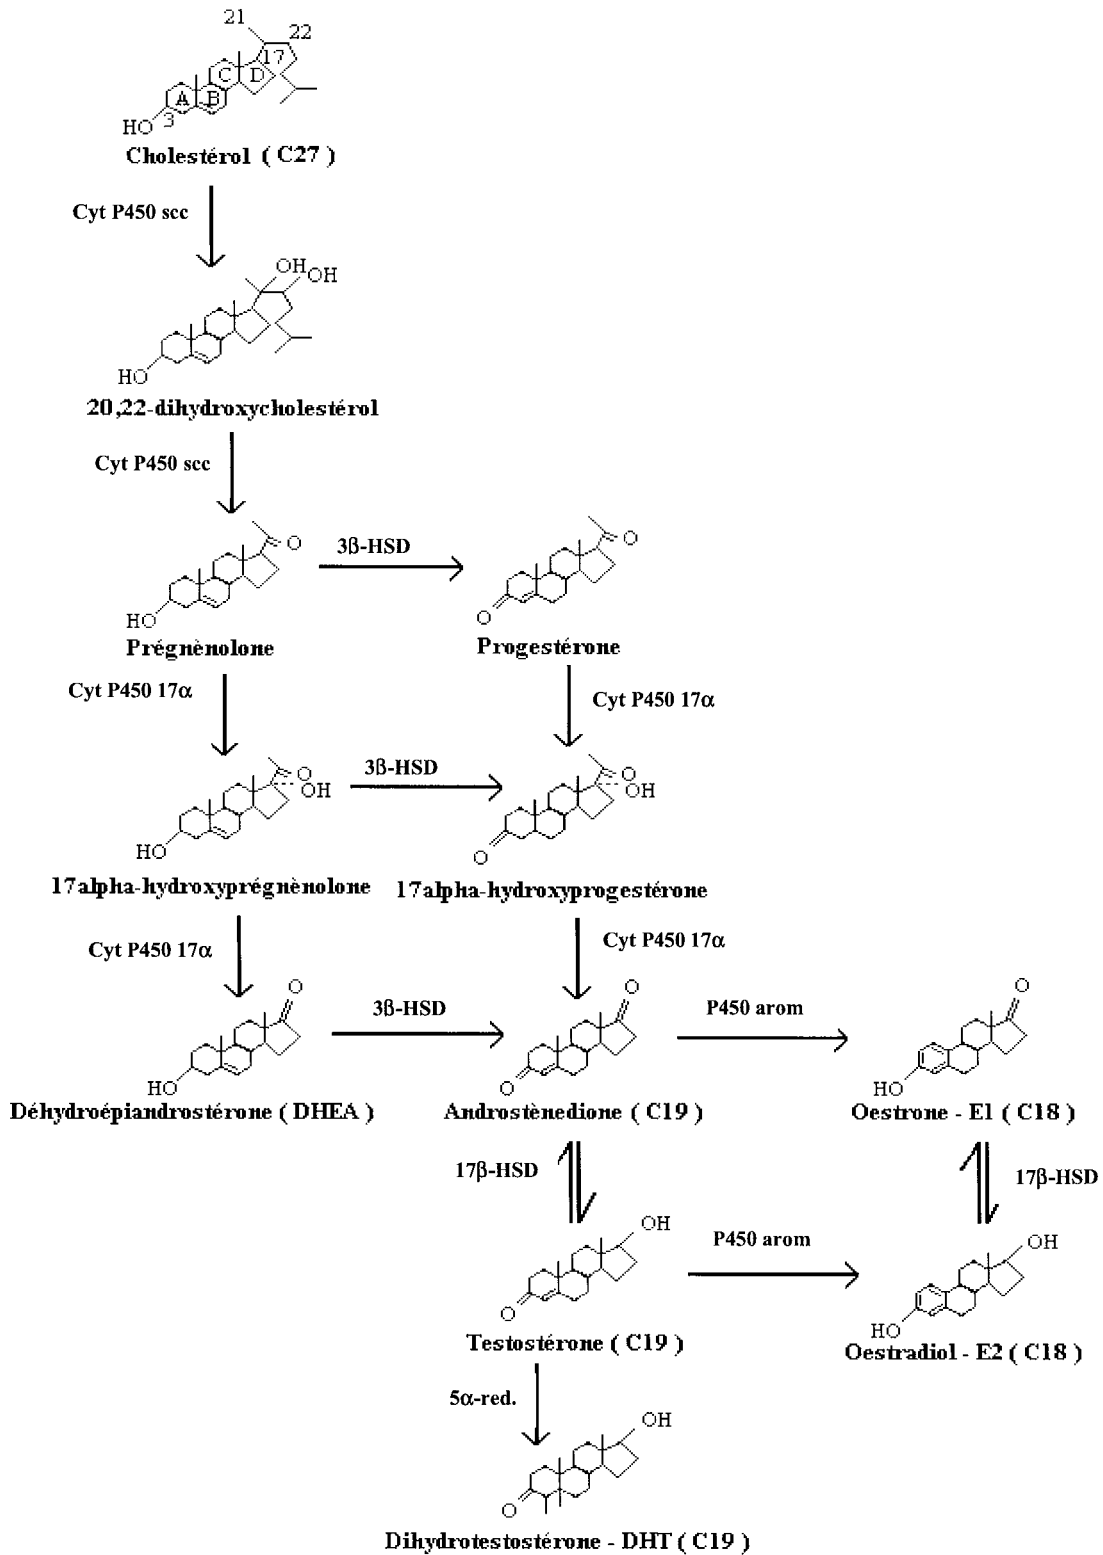 21
22
17
C
D
A
B
HO
3
Cholestérol ( C27 )
Cyt P450 scc
OH
OH
HO
20,22-dihydroxycholestérol
Cyt P450 scc
O
3ß-HSD
O
HO
O
Prégnènolone
Progestérone
Cyt P450 17α
Cyt P450 17α
O
OH
3ß-HSD
O
OH
HO
O
17alpha-hydroxyprégnènolone
17alpha-hydroxyprogestérone
Cyt P450 17α
Cyt P450 17α
O
3ß-HSD
O
P450 arom
O
HO
O
HO
Déhydroépiandrostérone ( DHEA )
Androstènedione ( C19 )
Oestrone - E1 ( C18 )
17β-HSD
17β-HSD
OH
P450 arom
OH
O
HO
Testostérone ( C19 )
Oestradiol - E2 ( C18 )
5α-red.
OH
O
Dihydrotestostérone - DHT ( C19 )